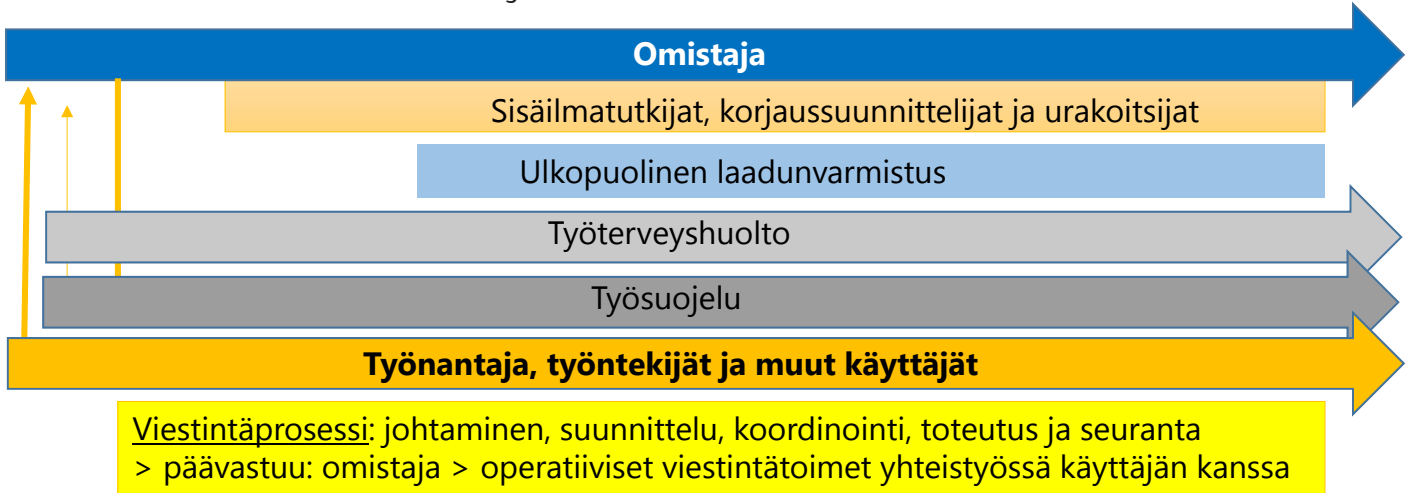 Omistaja
Sisäilmatutkijat, korjaussuunnittelijat ja urakoitsijat
Ulkopuolinen laadunvarmistus
Työterveyshuolto
Työsuojelu
Työnantaja, työntekijät ja muut käyttäjät
Viestintäprosessi: johtaminen, suunnittelu, koordinointi, toteutus ja seuranta
> päävastuu: omistaja > operatiiviset viestintätoimet yhteistyössä käyttäjän kanssa